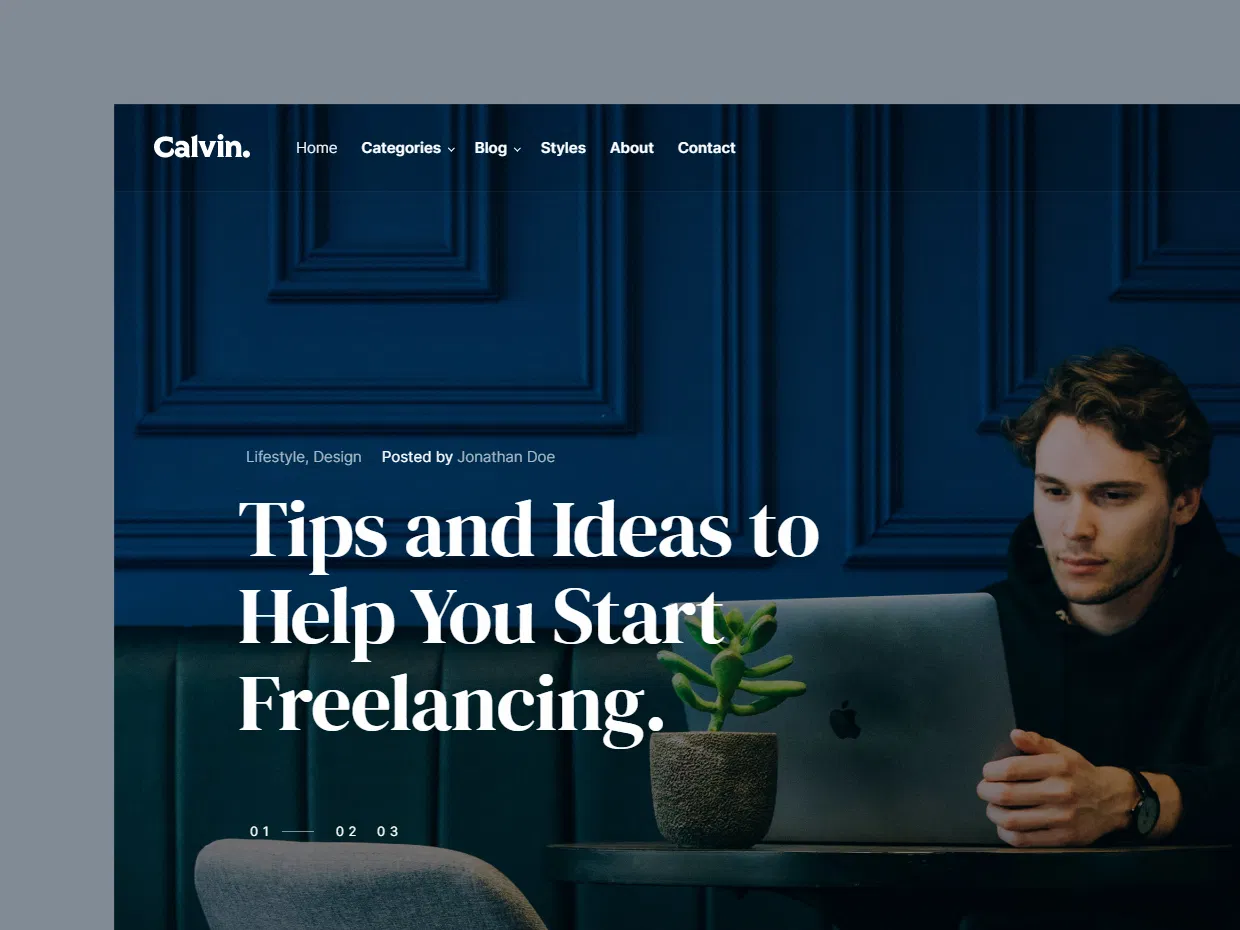 Calvin. Home Categories Blog Styles About Contact
Lifestyle, Design Posted by Jonathan Doe
Tips and Ideas to
Help You Start
Freelancing.
01 02 03